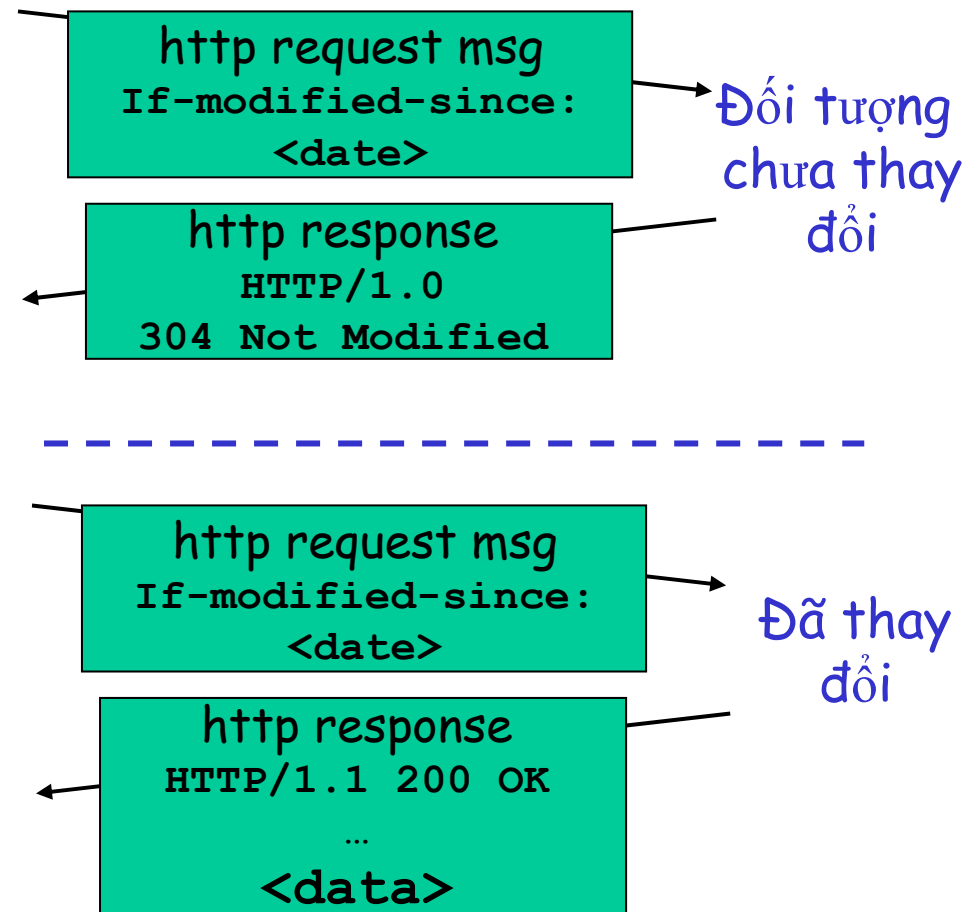 http request msg
If-modified-since:
<date>
Đối tượng
chưa thay
đổi
http response
HTTP/1.0
304 Not Modified
http request msg
If-modified-since:
<date>
Đã thay
đổi
http response
HTTP/1.1 200 OK
...
<data>